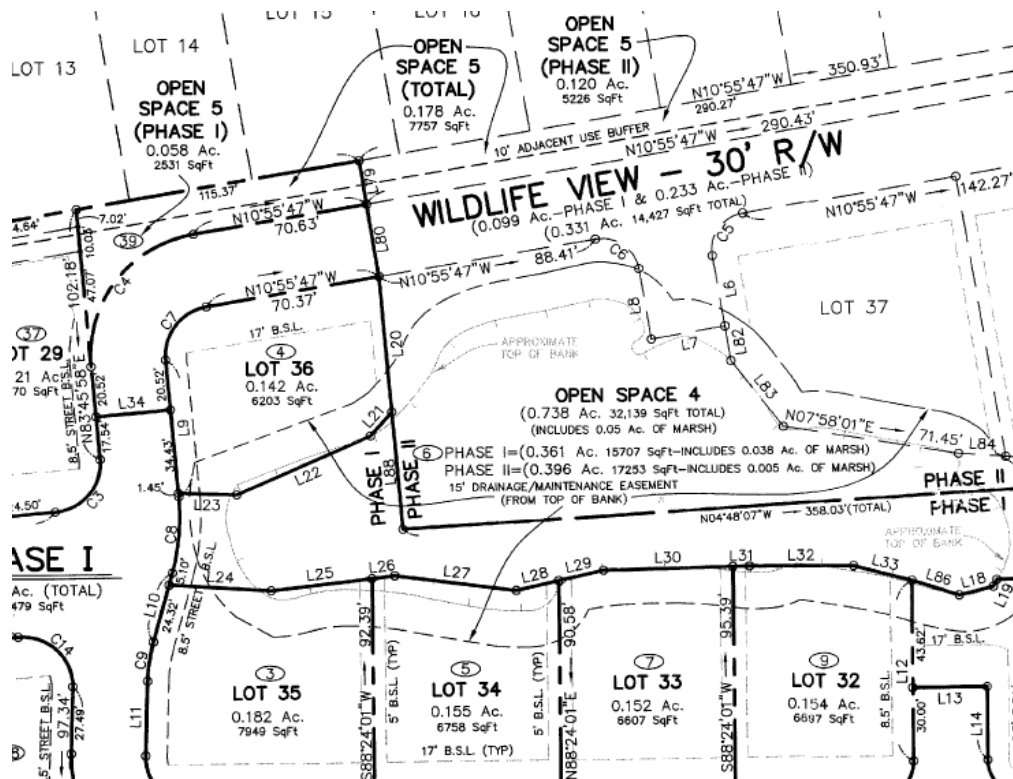 LOT 13
LOT 14
LOT 15
LOT 16
OPEN
SPACE 5
(PHASE I)
0.058 Ac.
2531 SqFt
OPEN
SPACE 5
(TOTAL)
0.178 Ac.
7757 SqFt
OPEN
SPACE 5
(PHASE II)
0.120 Ac.
5226 SqFt
N10°55'47"W
350.93'
290.27'
10' ADJACENT USE BUFFER
N10°55'47"W
290.43'
WILDLIFE VIEW - 30' R/W
(0.099 Ac.-PHASE I & 0.233 Ac.-PHASE II)
(0.331 Ac. 14,427 SqFt TOTAL)
142.27'
N10°55'47"W
115.37'
L79
4.64'
7.02'
10.03'
39
N10°55'47"W
70.63'
L80
102.18'
47.07'
C4
N10°55'47"W
70.37'
N10°55'47"W
88.41'
C6
C5
L6
L8
L7
L82
L83
LOT 37
C7
17' B.S.L.
4
LOT 36
0.142 Ac.
6203 SqFt
L20
L21
APPROXIMATE
TOP OF BANK
37
OT 29
21 Ac.
70 SqFt
8.5' STREET B.S.L.
N83°45'58"E
20.52'
20.52'
L34
L9
17.54'
34.43'
1.45'
L23
L22
L88
PHASE I
PHASE II
OPEN SPACE 4
(0.738 Ac. 32,139 SqFt TOTAL)
(INCLUDES 0.05 Ac. OF MARSH)
6
PHASE I=(0.361 Ac. 15707 SqFt-INCLUDES 0.038 Ac. OF MARSH)
PHASE II=(0.396 Ac. 17253 SqFt-INCLUDES 0.005 Ac. OF MARSH)
15' DRAINAGE/MAINTENANCE EASEMENT
(FROM TOP OF BANK)
N07°58'01"E
71.45'
L84
PHASE II
PHASE I
N04°48'07"W
358.03'(TOTAL)
APPROXIMATE
TOP OF BANK
4.50'
C3
C8
ASE I
Ac. (TOTAL)
479 SqFt
5.10'
L10
24.32'
8.5' STREET B.S.L.
L24
L25
L26
L27
L28
L29
L30
L31
L32
L33
L86
L18
L19
C14
C9
L11
97.34'
27.49'
5' STREET B.S.L.
3
LOT 35
0.182 Ac.
7949 SqFt
92.39'
S88°24'01"W
5' B.S.L. (TYP)
5
LOT 34
0.155 Ac.
6758 SqFt
17' B.S.L. (TYP)
5' B.S.L. (TYP)
90.58'
N88°24'01"E
7
LOT 33
0.152 Ac.
6607 SqFt
95.39'
S88°24'01"W
9
LOT 32
0.154 Ac.
6697 SqFt
8.5' B.S.L.
L12
43.62'
30.00'
17' B.S.L.
L13
L14